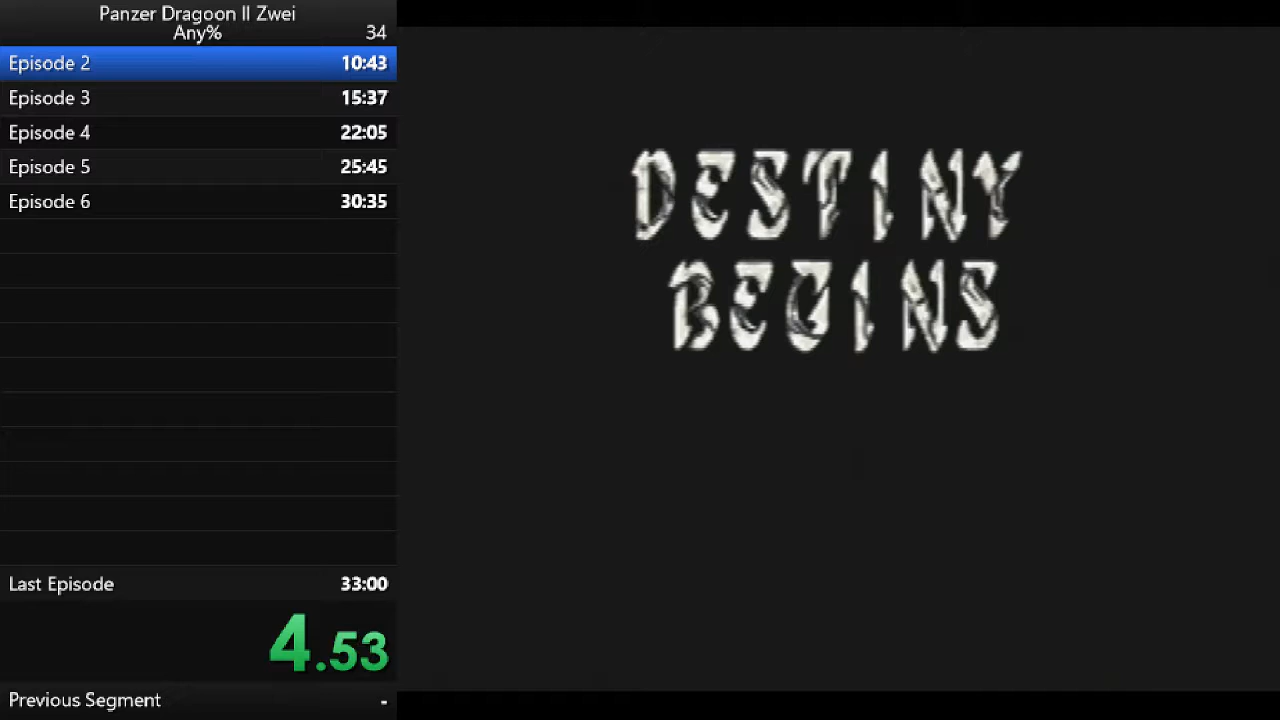 Panzer Dragoon II Zwei
Any% 34
Episode 2 10:43
Episode 3 15:37
Episode 4 22:05
Episode 5 25:45
Episode 6 30:35
Last Episode 33:00
4.53
Previous Segment -
DESTINY
BEGINS